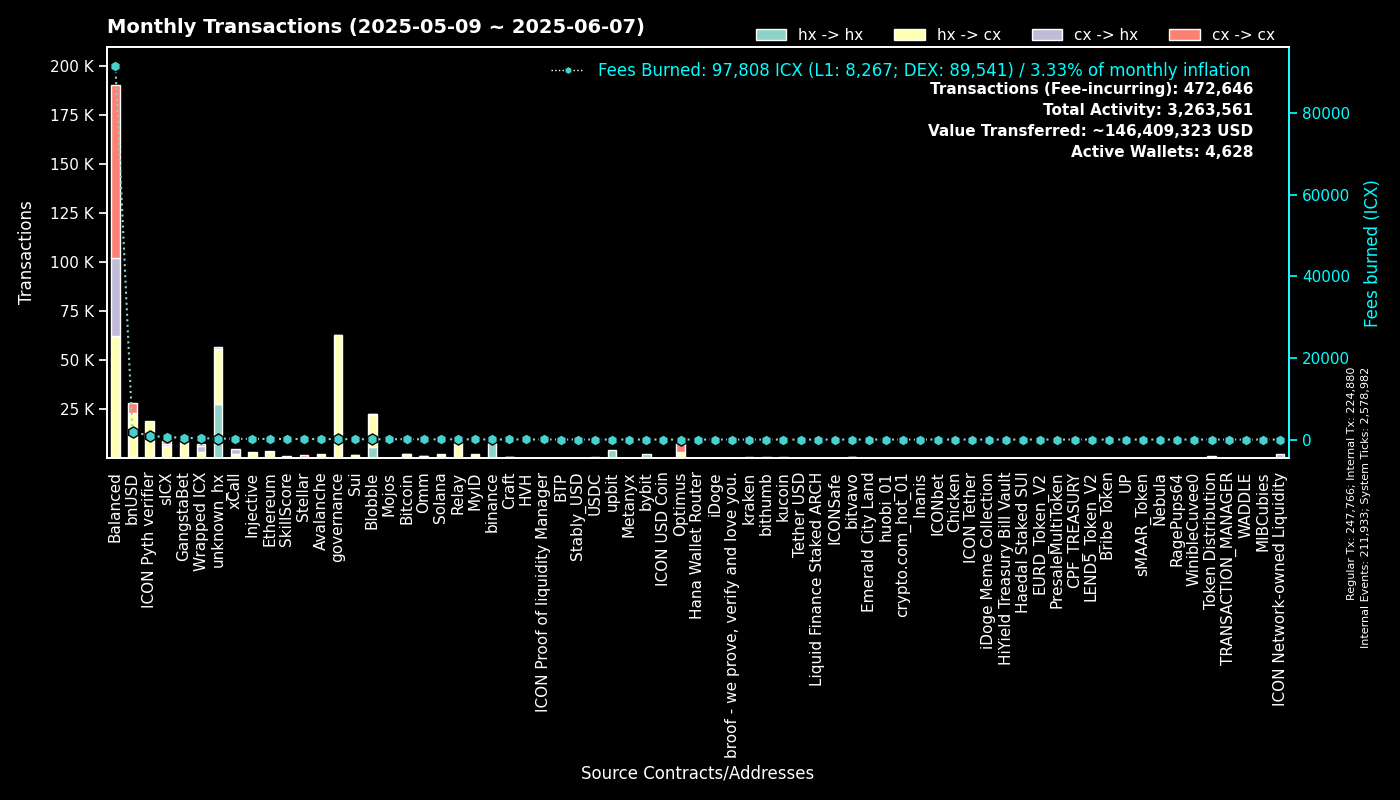 Monthly Transactions (2025-05-09 ~ 2025-06-07)
hx -> hx
hx -> cx
cx -> hx
cx -> cx
Fees Burned: 97,808 ICX (L1: 8,267; DEX: 89,541) / 3.33% of monthly inflation
Transactions (Fee-incurring): 472,646
Total Activity: 3,263,561
Value Transferred: ~146,409,323 USD
Active Wallets: 4,628
Transactions
200 K
175 K
150 K
125 K
100 K
75 K
50 K
25 K
80000
60000
40000
20000
0
Fees burned (ICX)
Regular Tx: 247,766; Internal Tx: 224,880
Internal Events: 211,933; System Ticks: 2,578,982
Balanced
bnUSD
ICON Pyth verifier
sICX
GangstaBet
Wrapped ICX
unknown_hx
xCall
Injective
Ethereum
SkillScore
Stellar
Avalanche
governance
Sui
Blobble
Mojos
Bitcoin
Omm
Solana
Relay
MyID
binance
Craft
HVH
ICON Proof of liquidity Manager
BTP
Stably_USD
USDC
upbit
Metanyx
bybit
ICON USD Coin
Optimus
Hana Wallet Router
iDoge
broof - we prove, verify and love you.
kraken
bithumb
kucoin
Tether USD
Liquid Finance Staked ARCH
ICONSafe
bitvavo
Emerald City Land
huobi_01
crypto.com_hot_01
Inanis
ICONbet
Chicken
ICON Tether
iDoge Meme Collection
HiYield Treasury Bill Vault
Haedal Staked SUI
EURD_Token_V2
PresaleMultiToken
CPF_TREASURY
LEND5_Token_V2
Bribe Token
UP
sMAAR_Token
Nebula
RagePups64
WinibleCuvee0
Token Distribution
TRANSACTION_MANAGER
WADDLE
MIBCubies
ICON Network-owned Liquidity
Source Contracts/Addresses